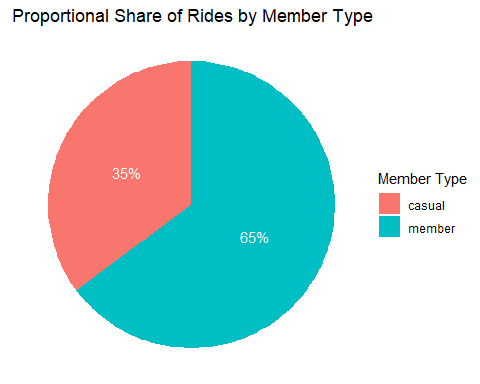 Proportional Share of Rides by Member Type
35%
65%
Member Type
casual
member